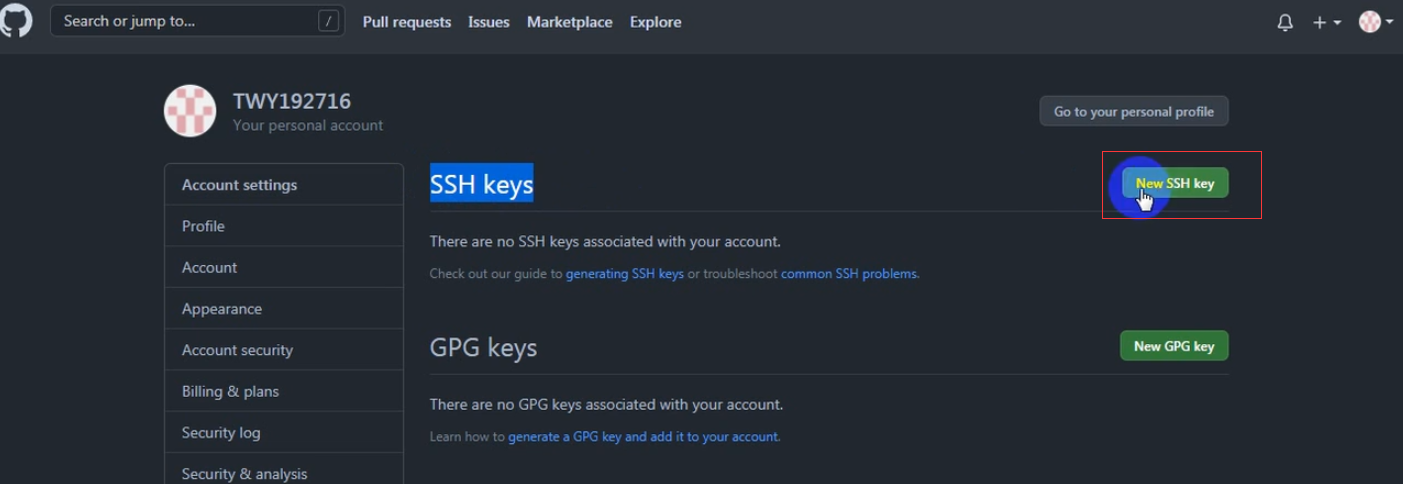 Search or jump to... /
Pull requests Issues Marketplace Explore
TWY192716
Your personal account
Go to your personal profile
Account settings
Profile
Account
Appearance
Account security
Billing & plans
Security log
Security & analysis
SSH keys
New SSH key
There are no SSH keys associated with your account.
Check out our guide to generating SSH keys or troubleshoot common SSH problems.
GPG keys
New GPG key
There are no GPG keys associated with your account.
Learn how to generate a GPG key and add it to your account.